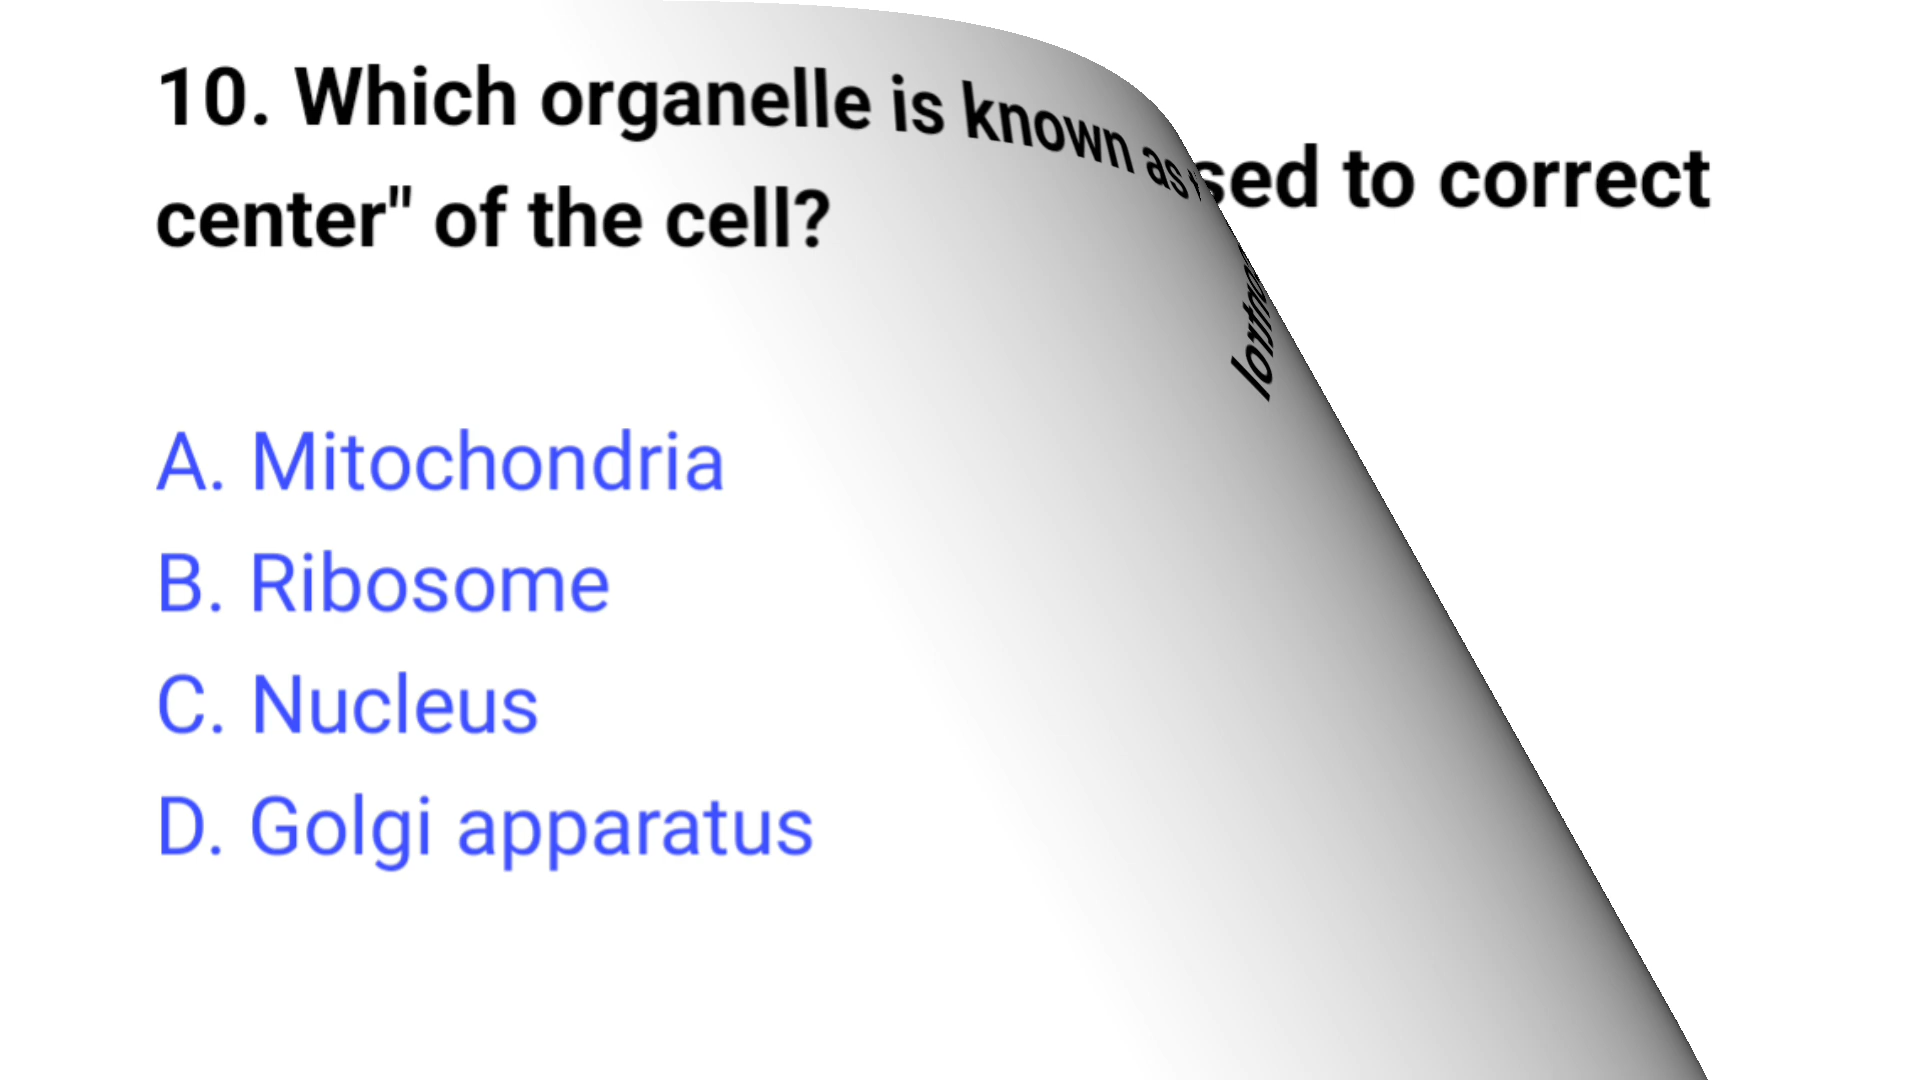 10. Which organelle is known as
center" of the cell?
sed to correct
A. Mitochondria
B. Ribosome
C. Nucleus
D. Golgi apparatus